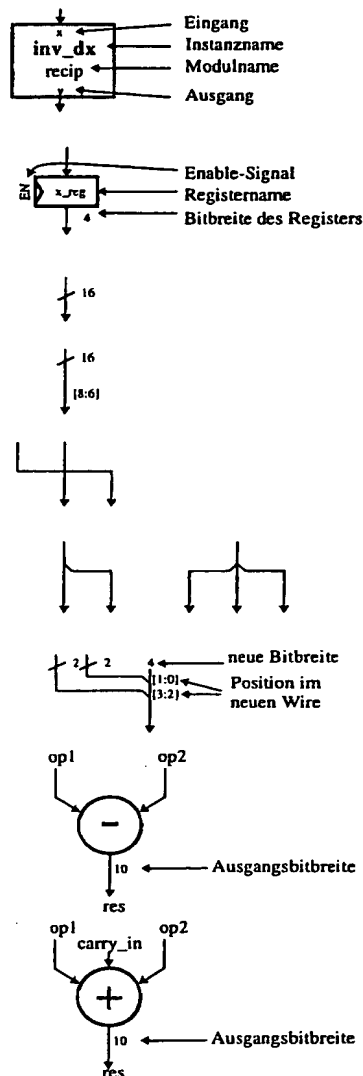 x
Eingang
inv_dx
Instanzname
recip
Modulname
y
Ausgang
Enable-Signal
EN
x_reg
Registername
4
Bitbreite des Registers
16
16
[8:6]
2
2
4
neue Bitbreite
[1:0]
Position im
[3:2]
neuen Wire
op1
op2
-
10
Ausgangsbitbreite
res
op1
op2
carry_in
+
10
Ausgangsbitbreite
res